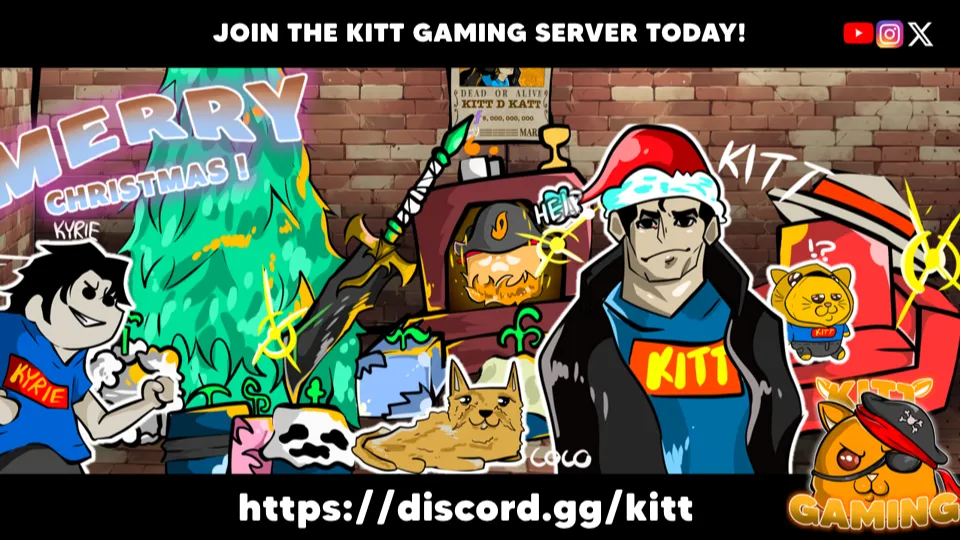 JOIN THE KITT GAMING SERVER TODAY!
MERRY
CHRISTMAS !
DEAD OR ALIVE
KITT D KATT
KYRIE
KYRIE
KITT
KITT
!?
KITT
COCO
KITT
GAMING
https://discord.gg/kitt